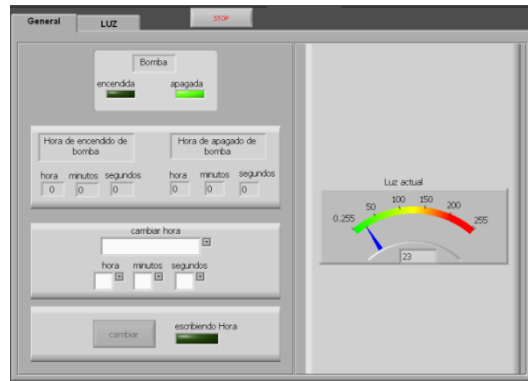 General LUZ STOP
Bomba
encendida apagada
Hora de encendido de bomba
Hora de apagado de bomba
hora minutos segundos
0 0 0
hora minutos segundos
0 0 0
cambiar hora
hora minutos segundos
cambiar
escribiendo Hora
Luz actual
0.255 50 100 150 200 255
23